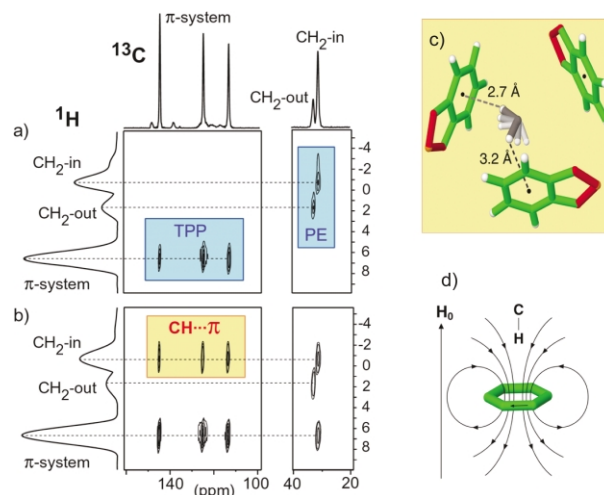 π-system
¹³C
CH₂-in
CH₂-out
¹H
a)
CH₂-in
CH₂-out
π-system
TPP
PE
-4
-2
0
2
4
6
8
b)
CH₂-in
CH₂-out
π-system
CH···π
-4
-2
0
2
4
6
8
140
(ppm)
100
40
20
c)
2.7 Å
3.2 Å
d)
H₀
C
H